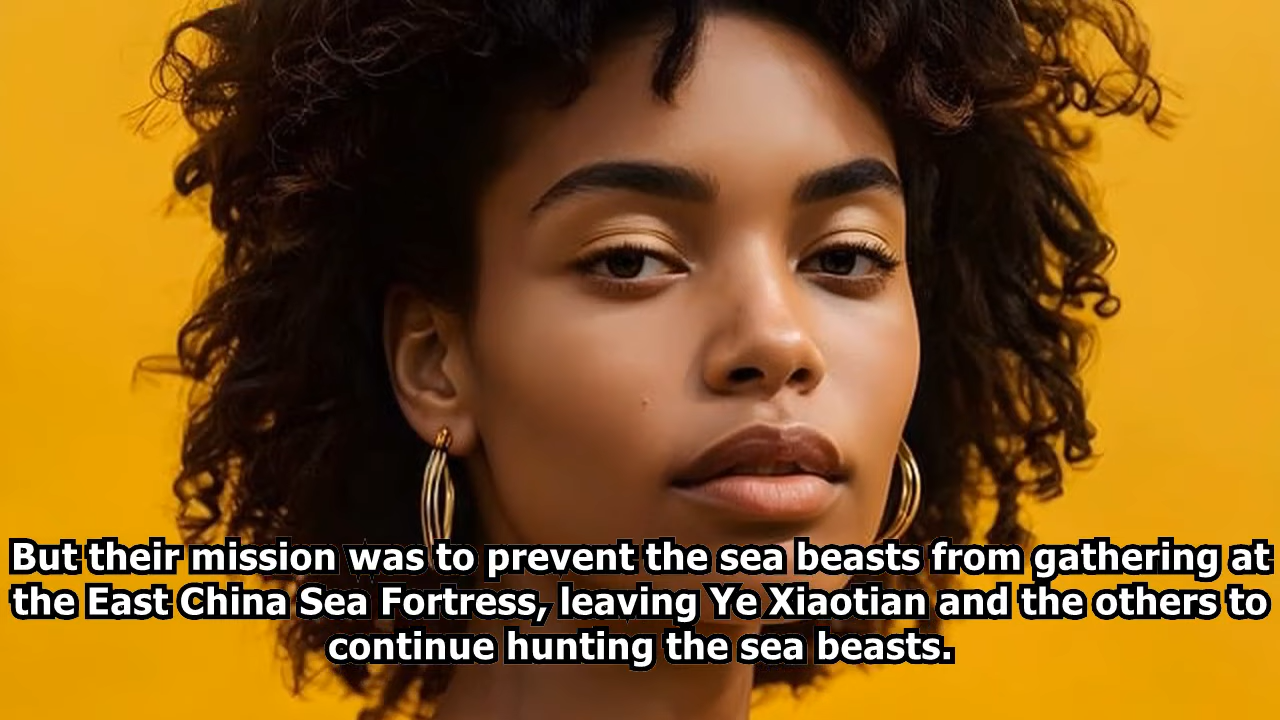 But their mission was to prevent the sea beasts from gathering at
the East China Sea Fortress, leaving Ye Xiaotian and the others to
continue hunting the sea beasts.